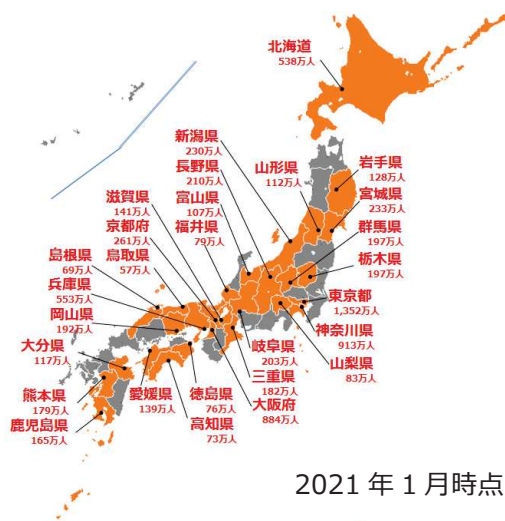 北海道
538万人
新潟県
230万人
長野県
210万人
山形県
112万人
岩手県
128万人
宮城県
233万人
滋賀県
141万人
富山県
107万人
群馬県
197万人
京都府
261万人
福井県
79万人
栃木県
197万人
島根県
69万人
鳥取県
57万人
兵庫県
553万人
東京都
1,352万人
岡山県
192万人
神奈川県
913万人
大分県
117万人
岐阜県
203万人
山梨県
83万人
三重県
182万人
熊本県
179万人
愛媛県
139万人
徳島県
76万人
大阪府
884万人
鹿児島県
165万人
高知県
73万人
2021 年 1 月時点